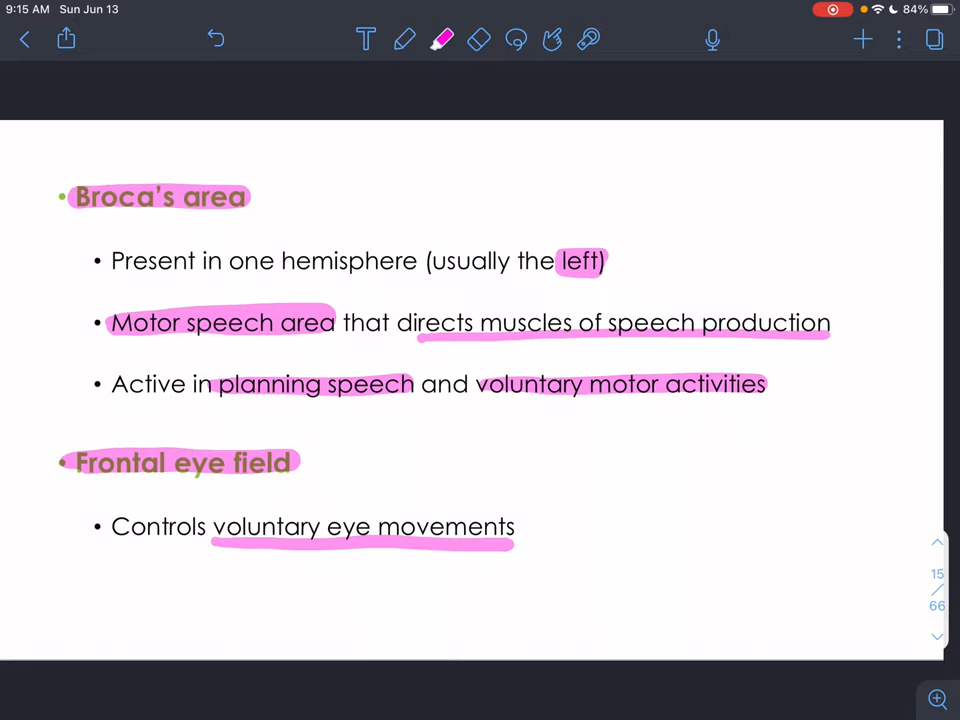 9:15 AM Sun Jun 13
84%
• Broca's area
• Present in one hemisphere (usually the left)
• Motor speech area that directs muscles of speech production
• Active in planning speech and voluntary motor activities
• Frontal eye field
• Controls voluntary eye movements
15
/
66